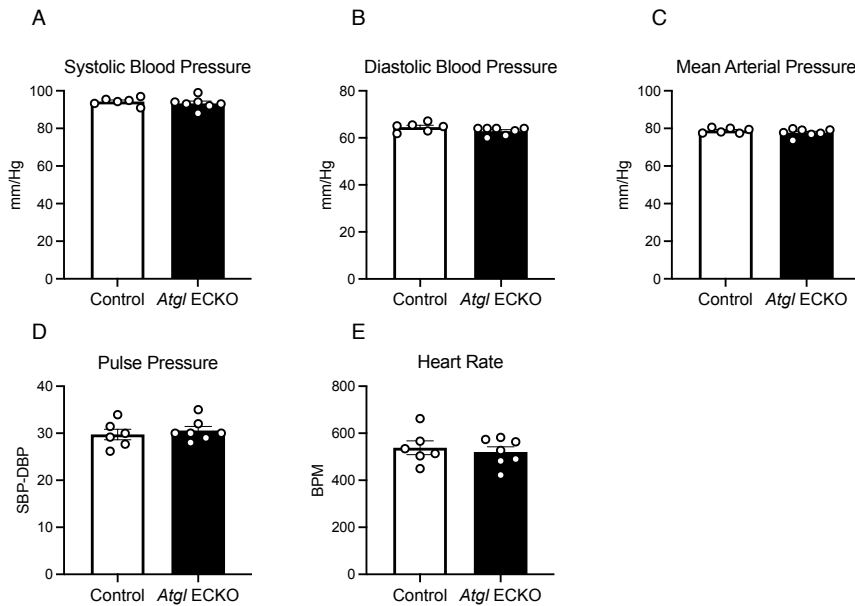 A
Systolic Blood Pressure
mm/Hg
100
80
60
40
20
0
Control
Atgl ECKO
B
Diastolic Blood Pressure
mm/Hg
80
60
40
20
0
Control
Atgl ECKO
C
Mean Arterial Pressure
mm/Hg
100
80
60
40
20
0
Control
Atgl ECKO
D
Pulse Pressure
SBP-DBP
40
30
20
10
0
Control
Atgl ECKO
E
Heart Rate
BPM
800
600
400
200
0
Control
Atgl ECKO